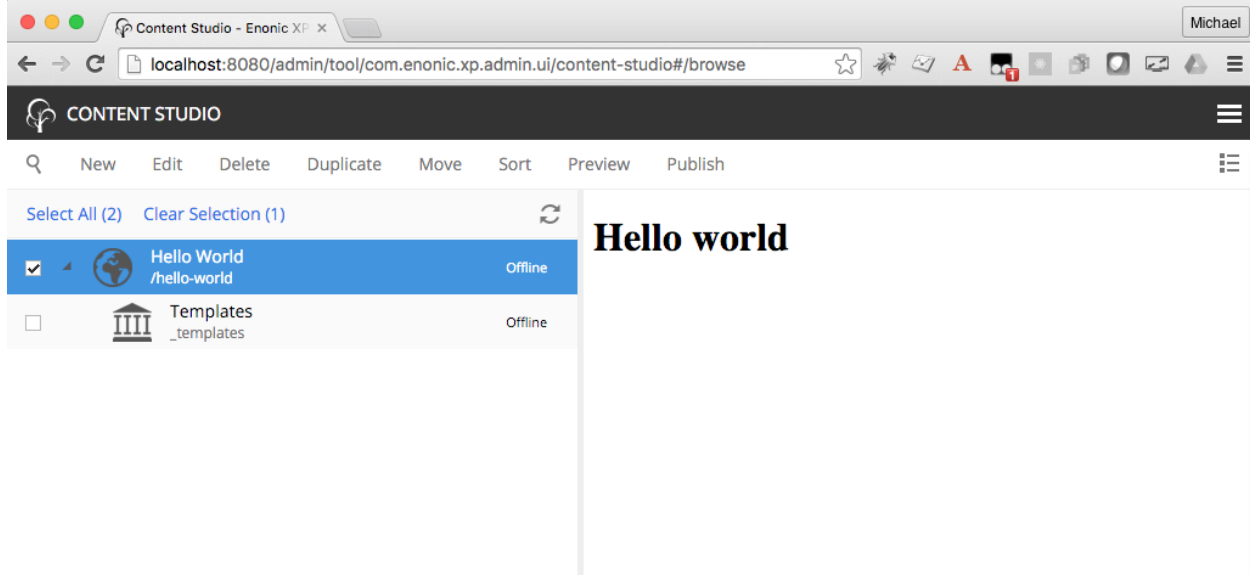 Content Studio - Enonic XP
Michael
localhost:8080/admin/tool/com.enonic.xp.admin.ui/content-studio#/browse
A
1
CONTENT STUDIO
New Edit Delete Duplicate Move Sort Preview Publish
Select All (2) Clear Selection (1)
Hello World
/hello-world
Offline
Templates
_templates
Offline
Hello world